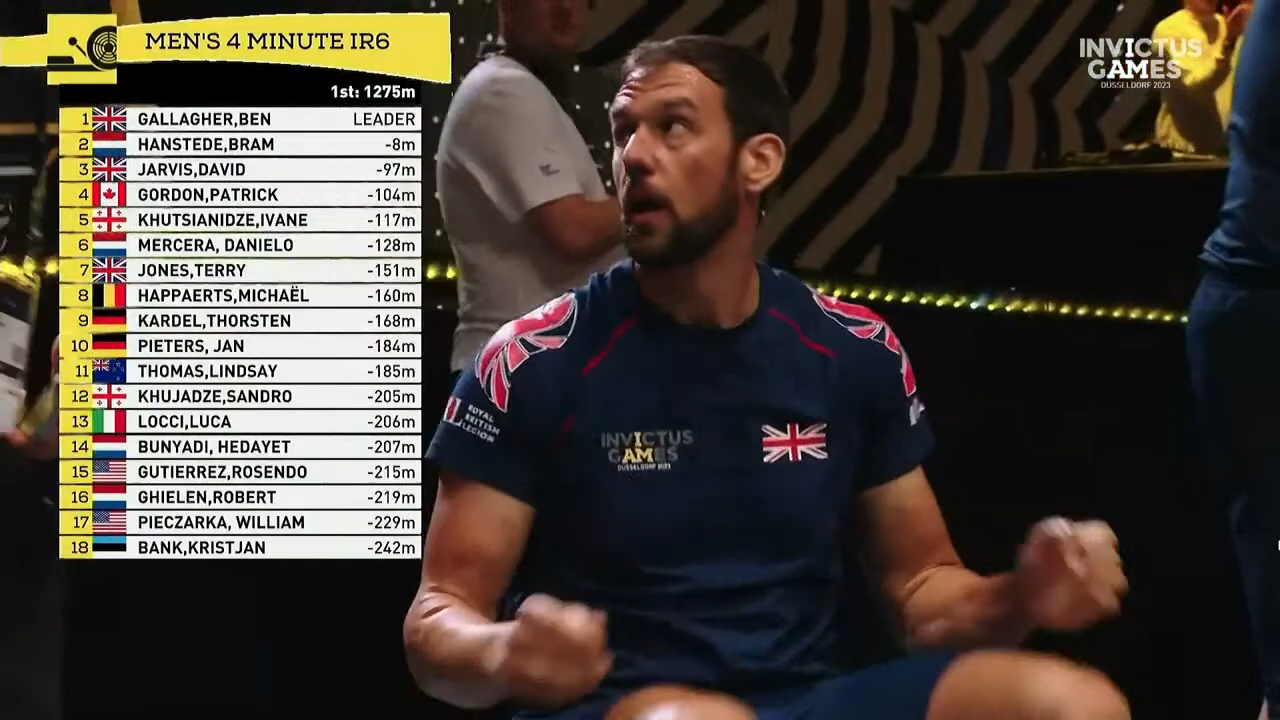 MEN'S 4 MINUTE IR6
1st: 1275m
1 GALLAGHER,BEN LEADER
2 HANSTEDE,BRAM -8m
3 JARVIS,DAVID -97m
4 GORDON,PATRICK -104m
5 KHUTSIANIDZE,IVANE -117m
6 MERCERA, DANIELO -128m
7 JONES,TERRY -151m
8 HAPPAERTS,MICHAËL -160m
9 KARDEL,THORSTEN -168m
10 PIETERS, JAN -184m
11 THOMAS,LINDSAY -185m
12 KHUJADZE,SANDRO -205m
13 LOCCI,LUCA -206m
14 BUNYADI, HEDAYET -207m
15 GUTIERREZ,ROSENDO -215m
16 GHIELEN,ROBERT -219m
17 PIECZARKA, WILLIAM -229m
18 BANK,KRISTJAN -242m
INVICTUS
GAMES
DÜSSELDORF 2023
ROYAL
BRITISH
LEGION
INVICTUS
GAMES
DÜSSELDORF 2023